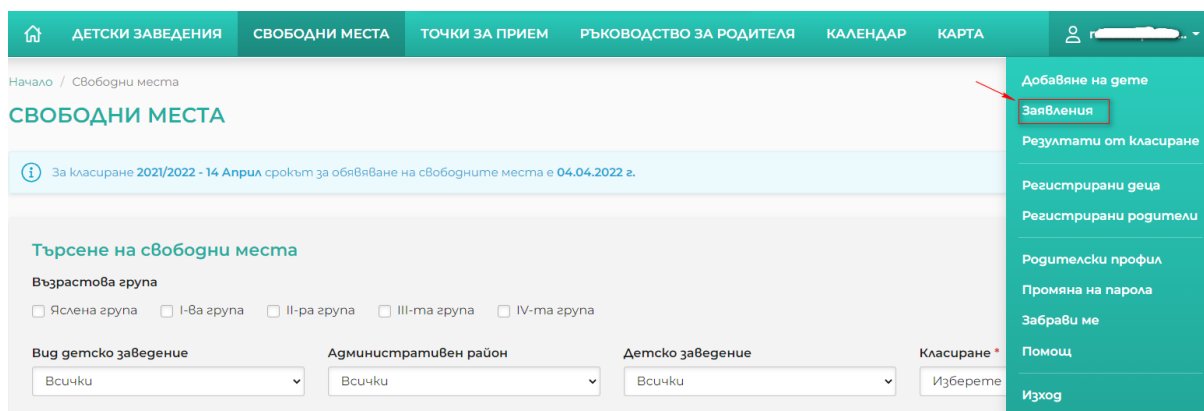 ДЕТСКИ ЗАВЕДЕНИЯ СВОБОДНИ МЕСТА ТОЧКИ ЗА ПРИЕМ РЪКОВОДСТВО ЗА РОДИТЕЛЯ КАЛЕНДАР КАРТА
Начало / Свободни места
СВОБОДНИ МЕСТА
За класиране 2021/2022 - 14 Април срокът за обявяване на свободните места е 04.04.2022 г.
Търсене на свободни места
Възрастова група
Яслена група I-ва група II-ра група III-та група IV-та група
Вид детско заведение Административен район Детско заведение Класиране *
Всички Всички Всички Изберете
Добавяне на дете
Заявления
Резултати от класиране
Регистрирани деца
Регистрирани родители
Родителски профил
Промяна на парола
Забрави ме
Помощ
Изход